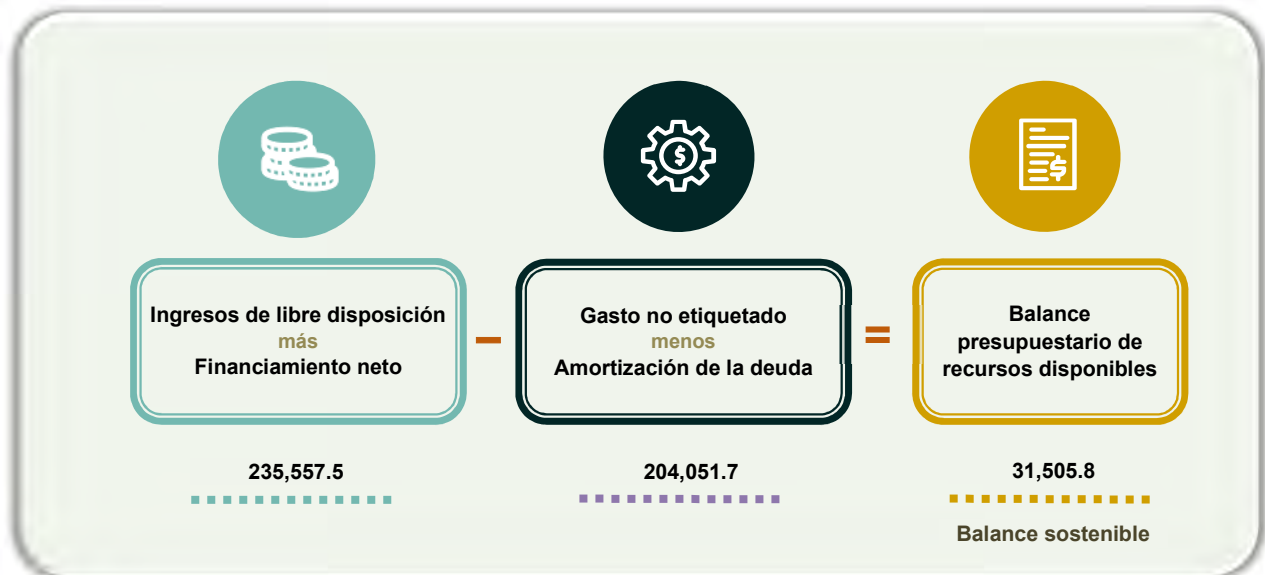 Ingresos de libre disposición
más
Financiamiento neto
–
Gasto no etiquetado
menos
Amortización de la deuda
=
Balance
presupuestario de
recursos disponibles
235,557.5
204,051.7
31,505.8
Balance sostenible